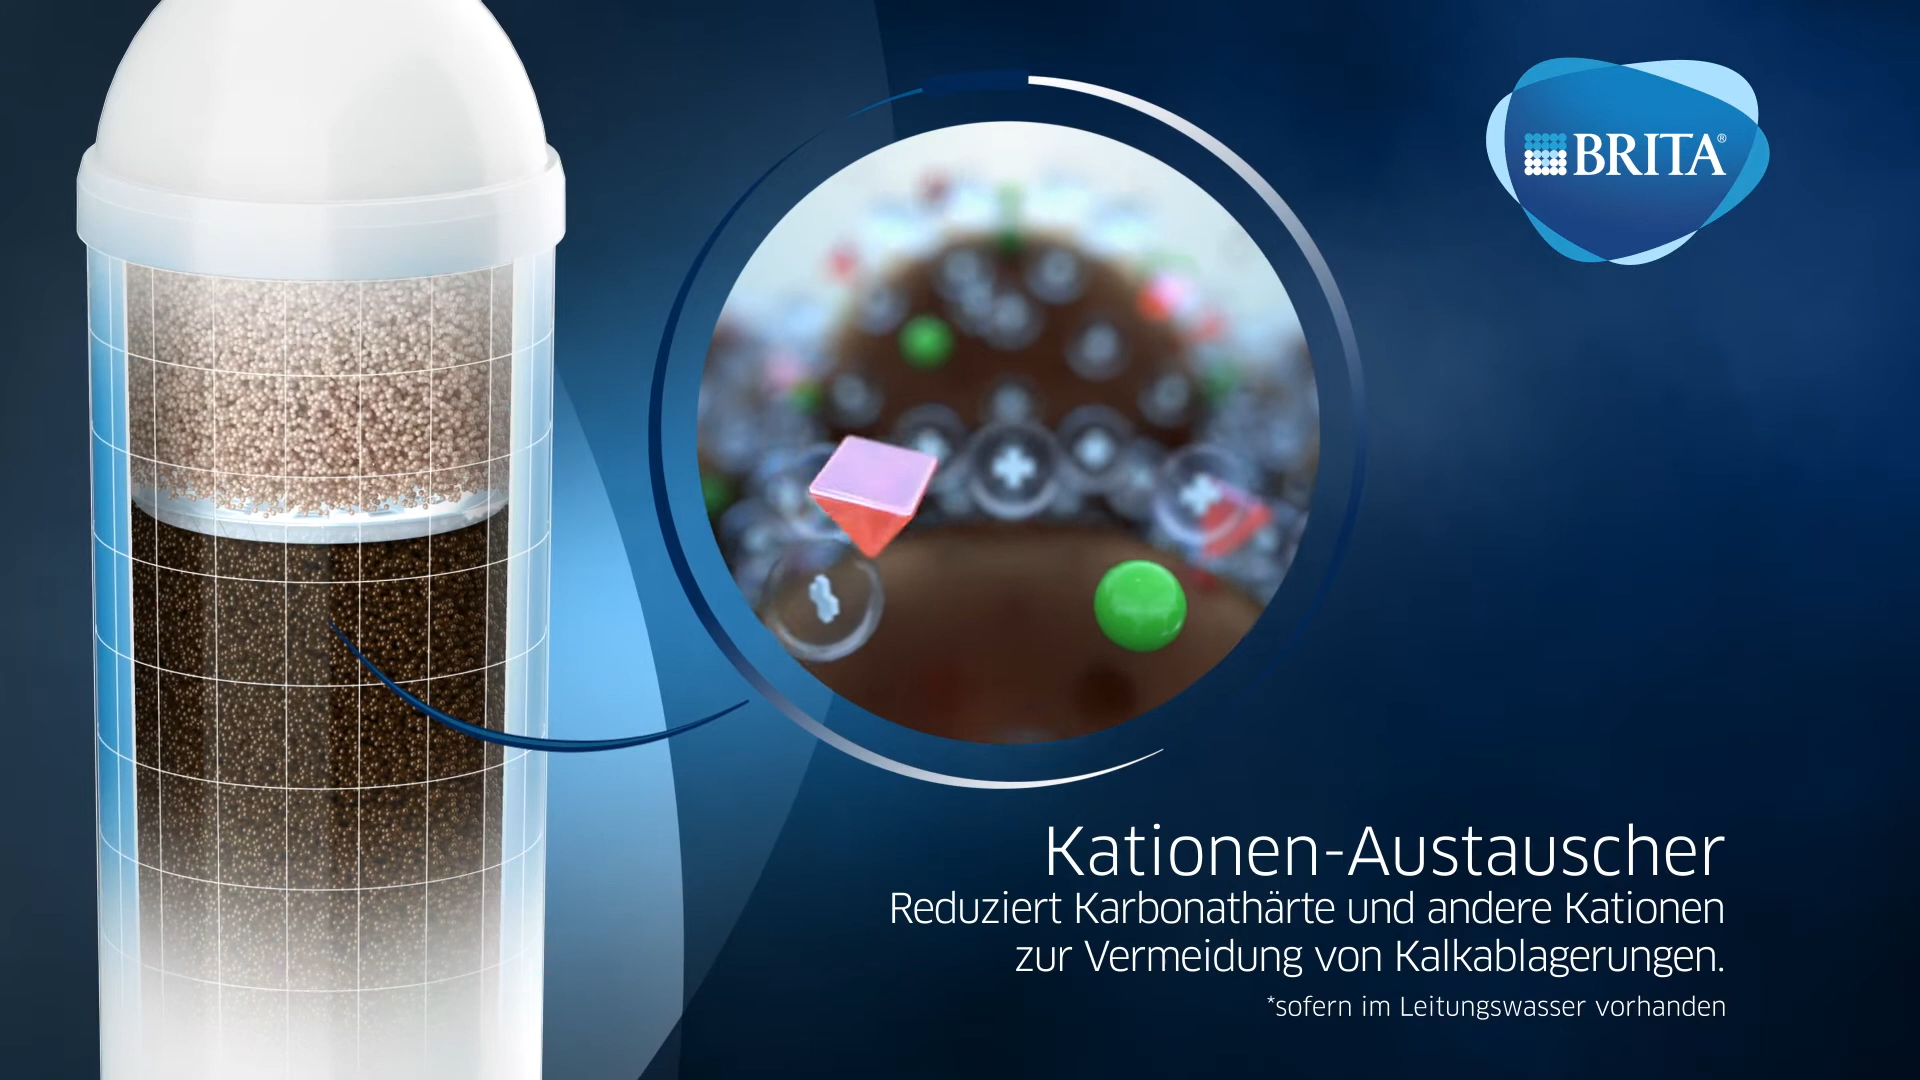 BRITA®
Kationen-Austauscher
Reduziert Karbonathärte und andere Kationen
zur Vermeidung von Kalkablagerungen.
*sofern im Leitungswasser vorhanden